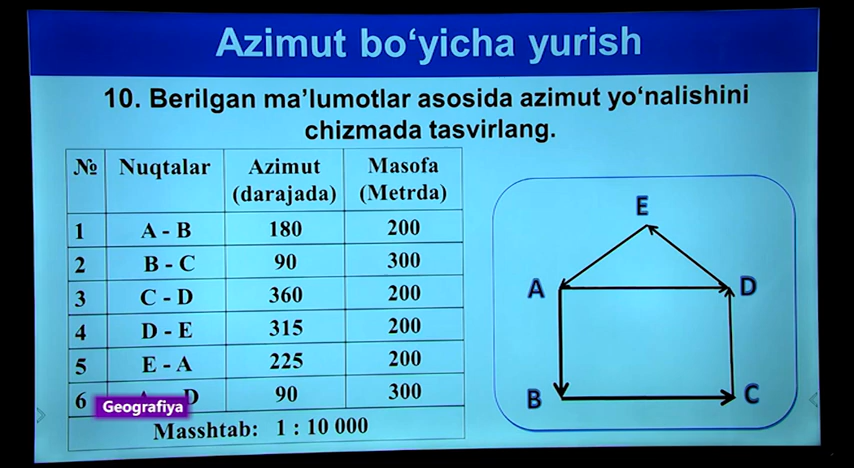 Azimut bo‘yicha yurish
10. Berilgan ma’lumotlar asosida azimut yo‘nalishini
chizmada tasvirlang.
№ Nuqtalar Azimut (darajada) Masofa (Metrda)
1 A - B 180 200
2 B - C 90 300
3 C - D 360 200
4 D - E 315 200
5 E - A 225 200
6 D 90 300
Geografiya
Masshtab: 1 : 10 000
E
A D
B C